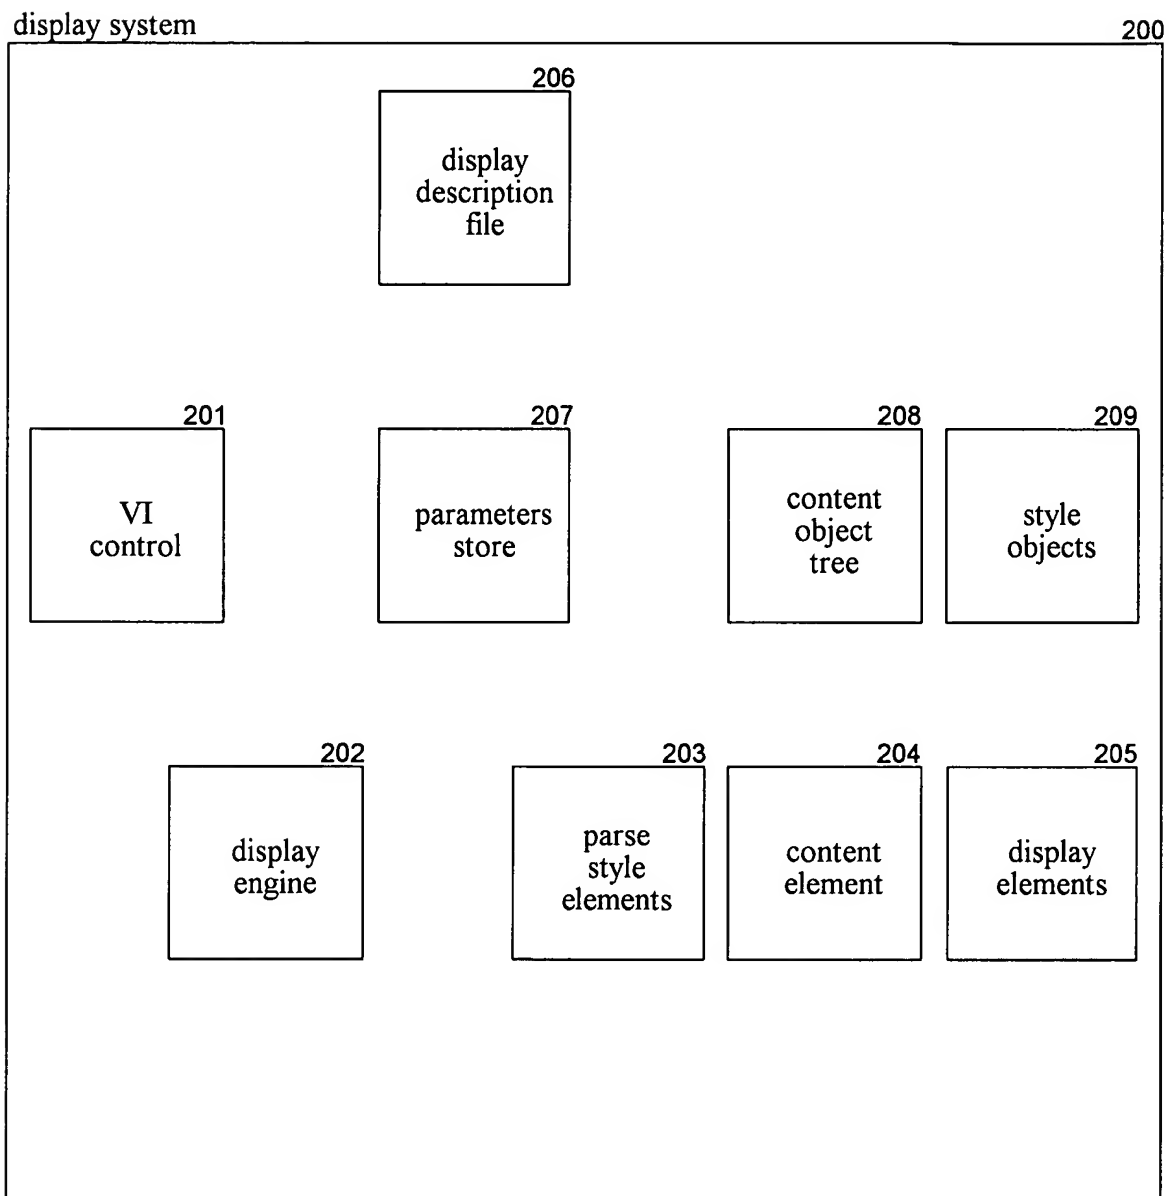 display system
200
206
display
description
file
201
VI
control
207
parameters
store
208
content
object
tree
209
style
objects
202
display
engine
203
parse
style
elements
204
content
element
205
display
elements